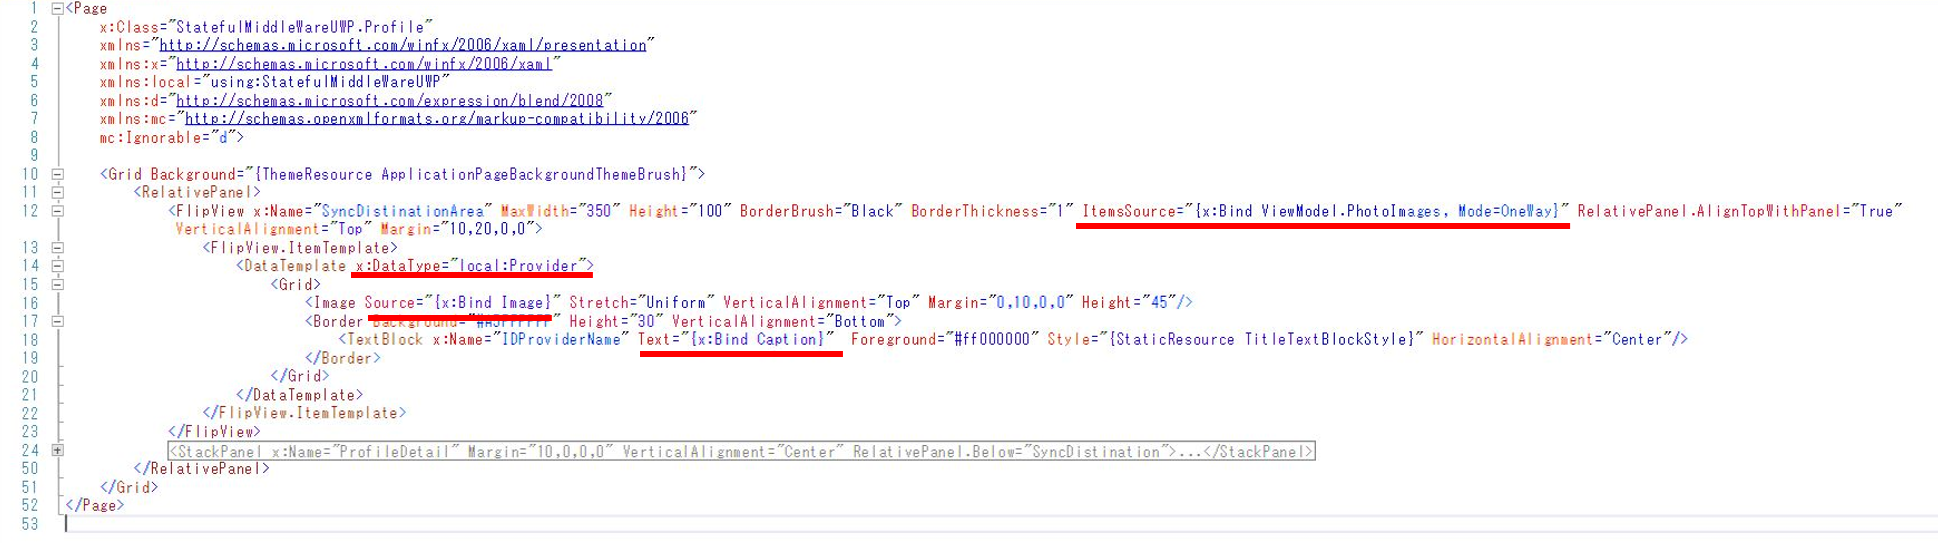 1 <Page
2 x:Class="StatefulMiddleWareUWP.Profile"
3 xmlns="http://schemas.microsoft.com/winfx/2006/xaml/presentation"
4 xmlns:x="http://schemas.microsoft.com/winfx/2006/xaml"
5 xmlns:local="using:StatefulMiddleWareUWP"
6 xmlns:d="http://schemas.microsoft.com/expression/blend/2008"
7 xmlns:mc="http://schemas.openxmlformats.org/markup-compatibility/2006"
8 mc:Ignorable="d">
9
10 <Grid Background="{ThemeResource ApplicationPageBackgroundThemeBrush}">
11 <RelativePanel>
12 <FlipView x:Name="SyncDistinationArea" MaxWidth="350" Height="100" BorderBrush="Black" BorderThickness="1" ItemsSource="{x:Bind ViewModel.PhotoImages, Mode=OneWay}" RelativePanel.AlignTopWithPanel="True"
VerticalAlignment="Top" Margin="10,20,0,0">
13 <FlipView.ItemTemplate>
14 <DataTemplate x:DataType="local:Provider">
15 <Grid>
16 <Image Source="{x:Bind Image}" Stretch="Uniform" VerticalAlignment="Top" Margin="0,10,0,0" Height="45"/>
17 <Border Background="#A5FFFFFF" Height="30" VerticalAlignment="Bottom">
18 <TextBlock x:Name="IDProviderName" Text="{x:Bind Caption}" Foreground="#ff000000" Style="{StaticResource TitleTextBlockStyle}" HorizontalAlignment="Center"/>
19 </Border>
20 </Grid>
21 </DataTemplate>
22 </FlipView.ItemTemplate>
23 </FlipView>
24 <StackPanel x:Name="ProfileDetail" Margin="10,0,0,0" VerticalAlignment="Center" RelativePanel.Below="SyncDistination">...</StackPanel>
50 </RelativePanel>
51 </Grid>
52 </Page>
53